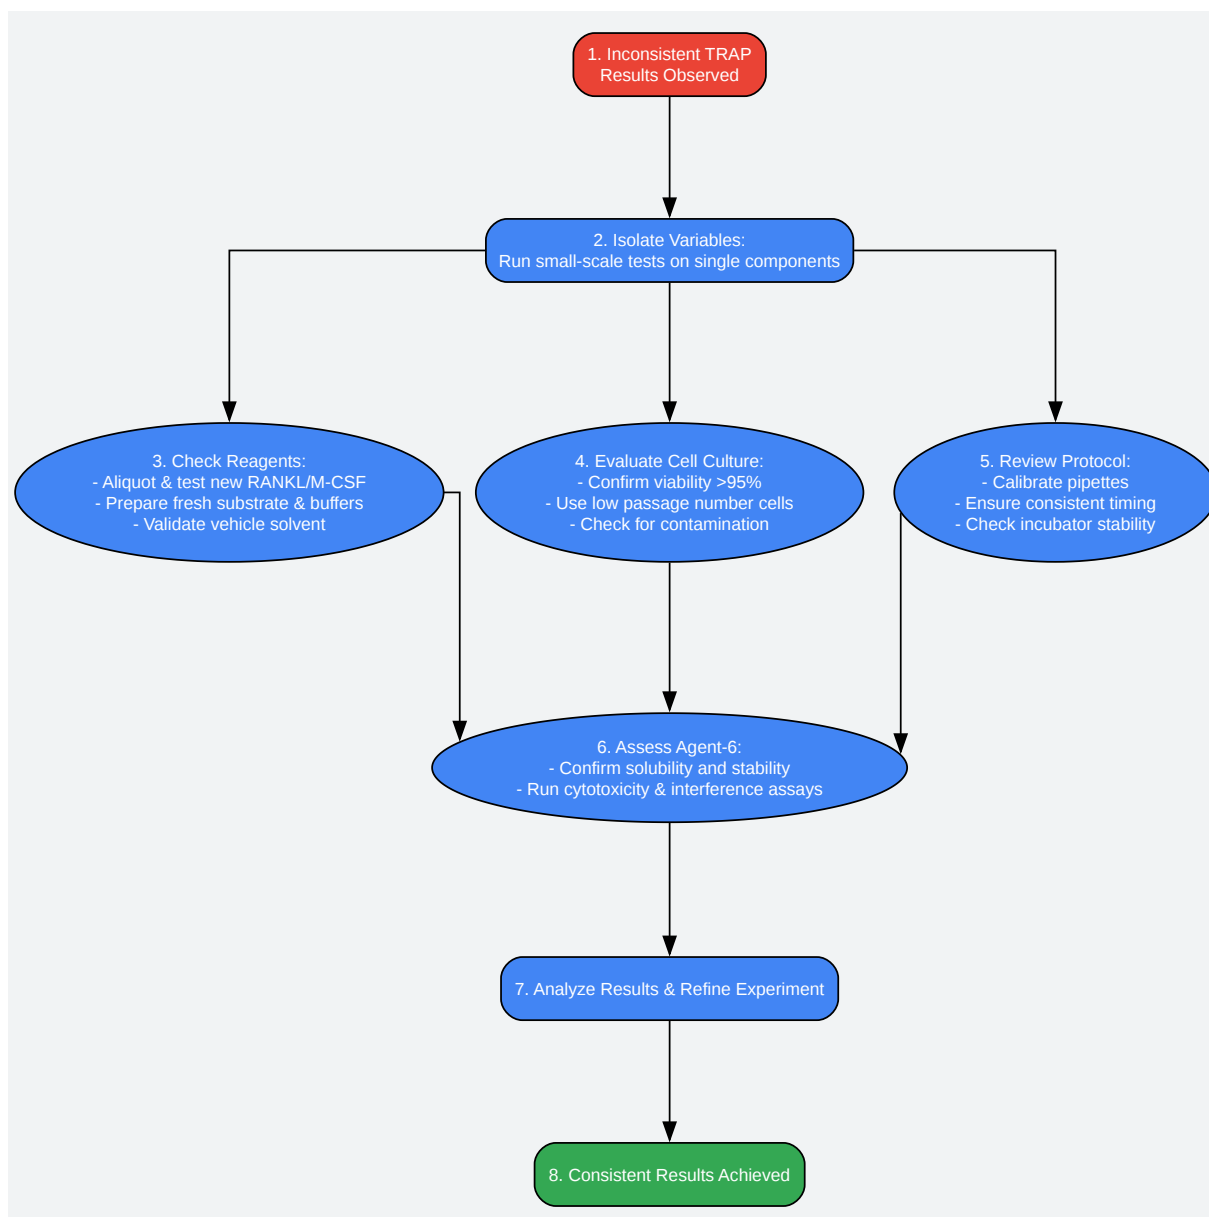 1. Inconsistent TRAP
Results Observed
2. Isolate Variables:
Run small-scale tests on single components
3. Check Reagents:
- Aliquot & test new RANKL/M-CSF
- Prepare fresh substrate & buffers
- Validate vehicle solvent
4. Evaluate Cell Culture:
- Confirm viability >95%
- Use low passage number cells
- Check for contamination
5. Review Protocol:
- Calibrate pipettes
- Ensure consistent timing
- Check incubator stability
6. Assess Agent-6:
- Confirm solubility and stability
- Run cytotoxicity & interference assays
7. Analyze Results & Refine Experiment
8. Consistent Results Achieved